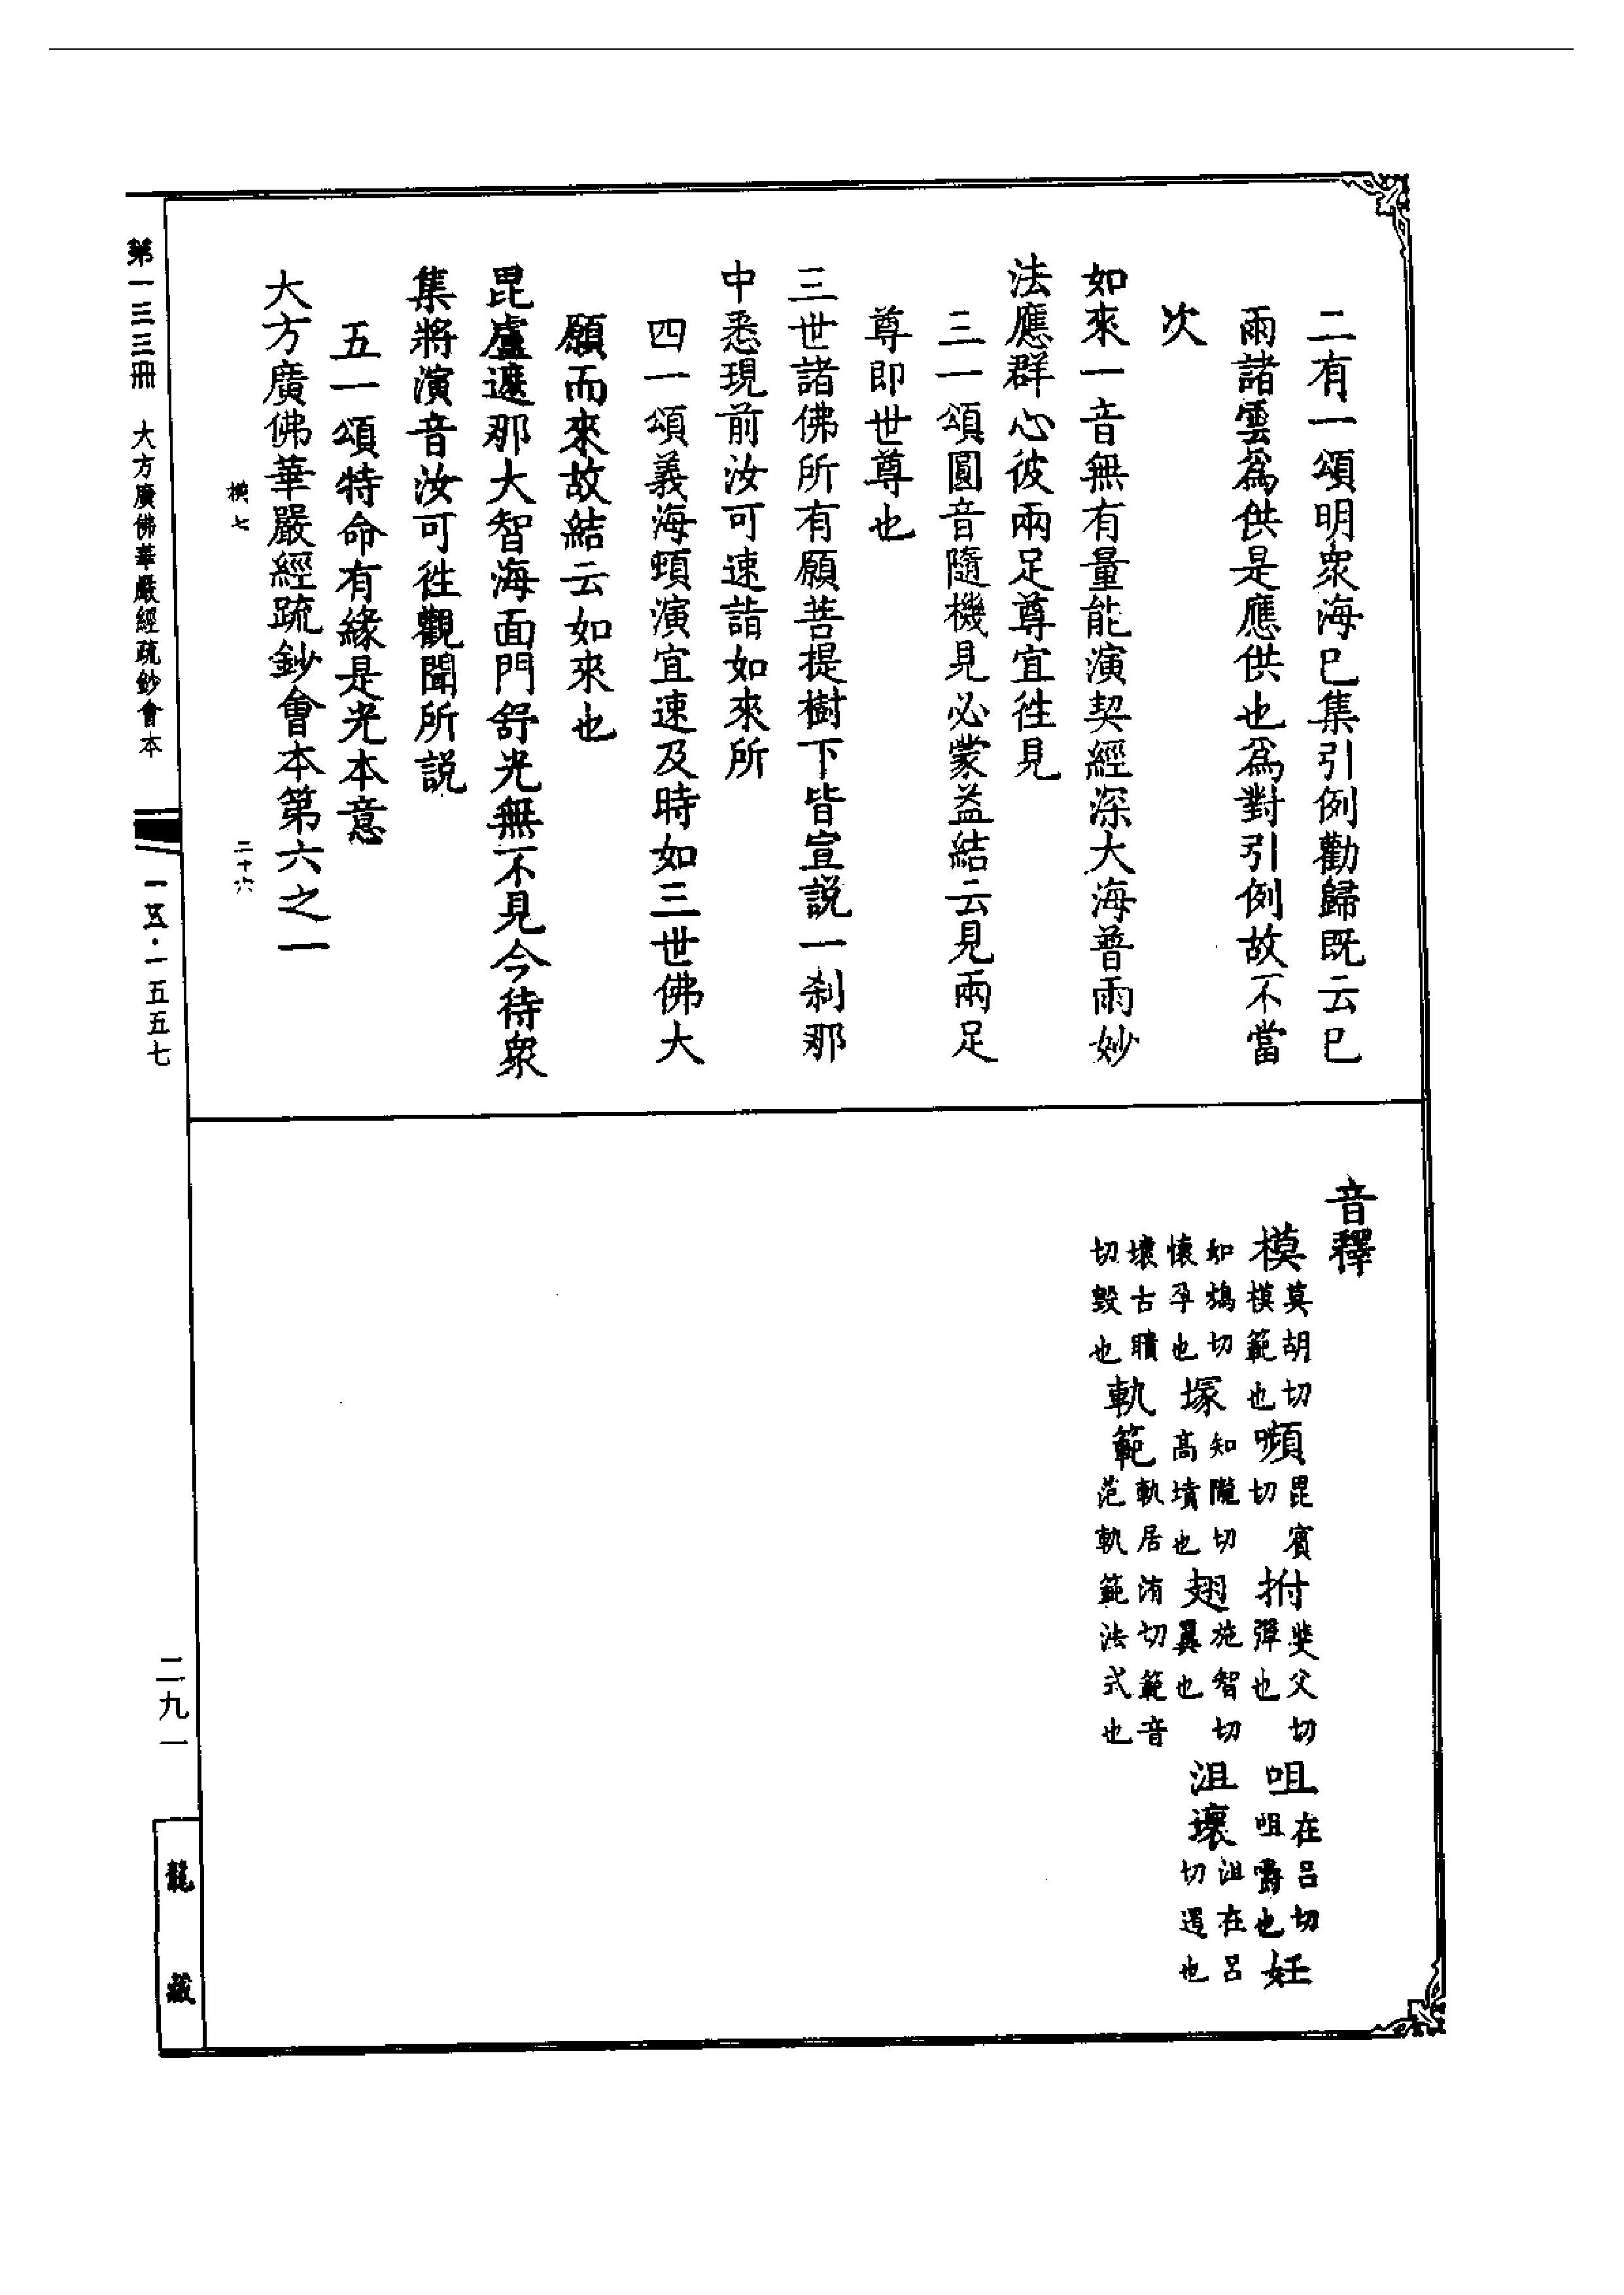 二有一頌明衆海已集引例勸歸既云已
雨諸雲爲供是應供也爲對引例故不當
次
如來一音無有量能演契經深大海普雨妙
法應群心彼兩足尊宜徃見
三一頌圓音隨機見必蒙益結云見兩足
尊即世尊也
三世諸佛所有願菩提樹下皆宣説一刹那
中悉現前汝可速詣如來所
四一頌義海頓演宜速及時如三世佛大
願而來故結云如來也
毘盧遮那大智海面門舒光無不見今待衆
集將演音汝可徃觀聞所説
五一頌特命有緣是光本意
模七 二十六
大方廣佛華嚴經疏鈔會本第六之一
音釋
模莫胡切模範也嚬毘賓切拊斐父切彈也咀在呂切咀嚼也妊
如鴆切懷孕也塚知隴切高墳也翅施智切翼也沮壞沮在呂切遏也
壞古聵切毀也軌範軌居洧切範音范軌範法式也
第一三三冊 大方廣佛華嚴經疏鈔會本 一五·一五五七
二九一
龍藏